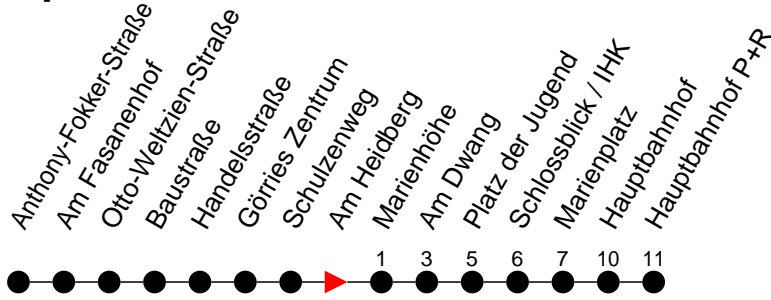 Anthony-Fokker-Straße
Am Fasanenhof
Otto-Weltzien-Straße
Baustraße
Handelsstraße
Görries Zentrum
Schulzenweg
Am Heidberg
Marienhöhe
Am Dwang
Platz der Jugend
Schlossblick / IHK
Marienplatz
Hauptbahnhof
Hauptbahnhof P+R
1 3 5 6 7 10 11